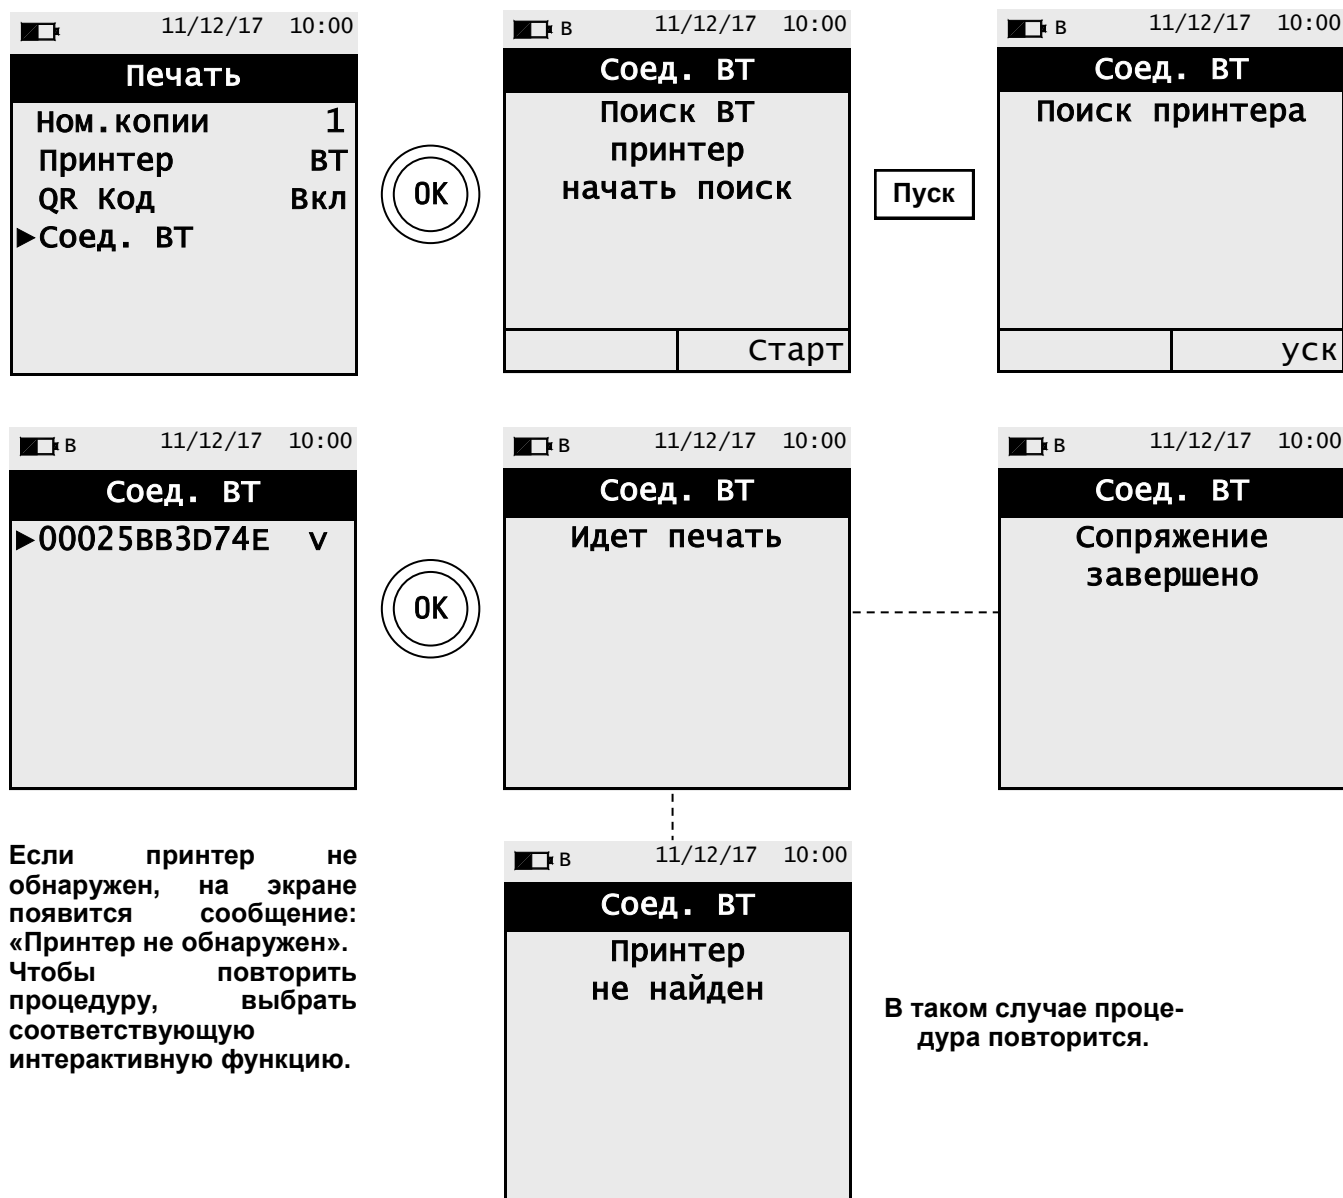 11/12/17 10:00
Печать
Ном.копии 1
Принтер BT
QR Код Вкл
►Соед. BT
OK
B 11/12/17 10:00
Соед. BT
Поиск BT
принтер
начать поиск
Старт
Пуск
B 11/12/17 10:00
Соед. BT
Поиск принтера
уск
B 11/12/17 10:00
Соед. BT
►00025BB3D74E V
OK
B 11/12/17 10:00
Соед. BT
Идет печать
B 11/12/17 10:00
Соед. BT
Сопряжение
завершено
Если принтер не
обнаружен, на экране
появится сообщение:
«Принтер не обнаружен».
Чтобы повторить
процедуру, выбрать
соответствующую
интерактивную функцию.
B 11/12/17 10:00
Соед. BT
Принтер
не найден
В таком случае проце-
дура повторится.